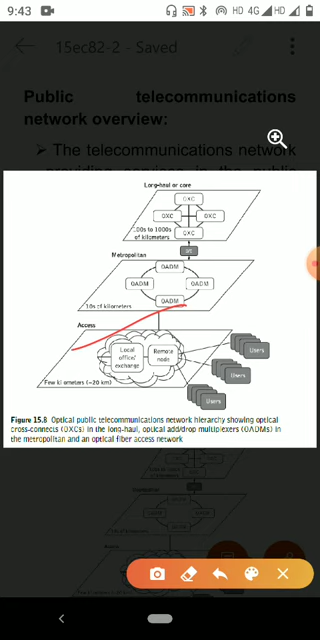 9:43 HD 4G HD
15ec82-2 - Saved
Public telecommunications
network overview:
The telecommunications network
Long-haul or core
OXC
OXC OXC
OXC
100s to 1000s
of kilometers
Metropolitan
OADM
OADM OADM
OADM
10s of kilometers
Access
Local
office/
exchange
Remote
node
Users
Users
Users
Few kilometers (~20 km)
Figure 15.8 Optical public telecommunications network hierarchy showing optical
cross-connects (OXCs) in the long-haul, optical add/drop multiplexers (OADMs) in
the metropolitan and an optical fiber access network